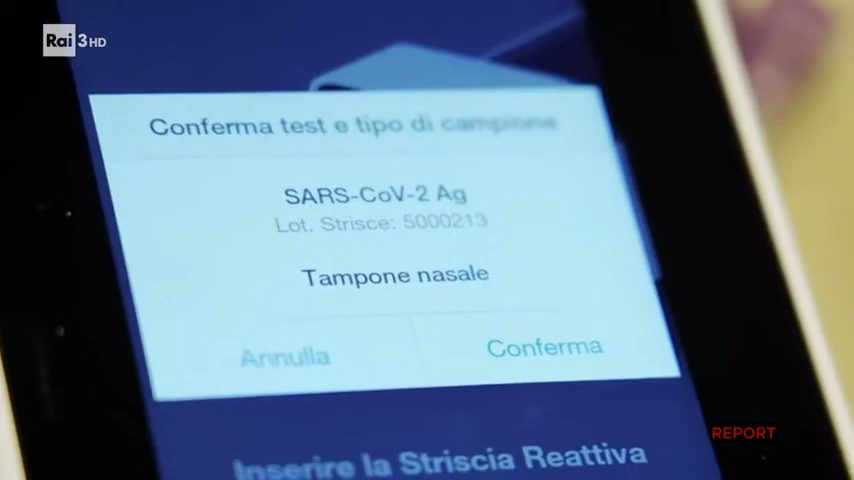 Rai 3HD
Conferma test e tipo di campione
SARS-CoV-2 Ag
Lot. Strisce: 5000213
Tampone nasale
Annulla
Conferma
REPORT
Inserire la Striscia Reattiva